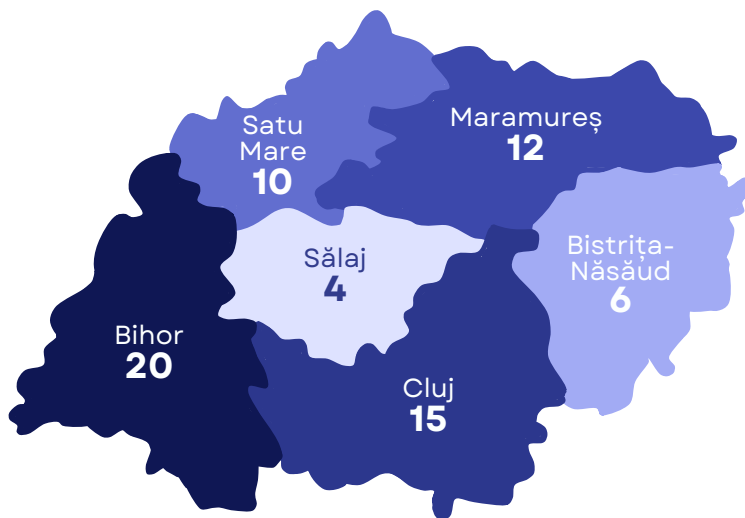 Satu
Mare
10
Maramureș
12
Sălaj
4
Bistrița-
Năsăud
6
Bihor
20
Cluj
15